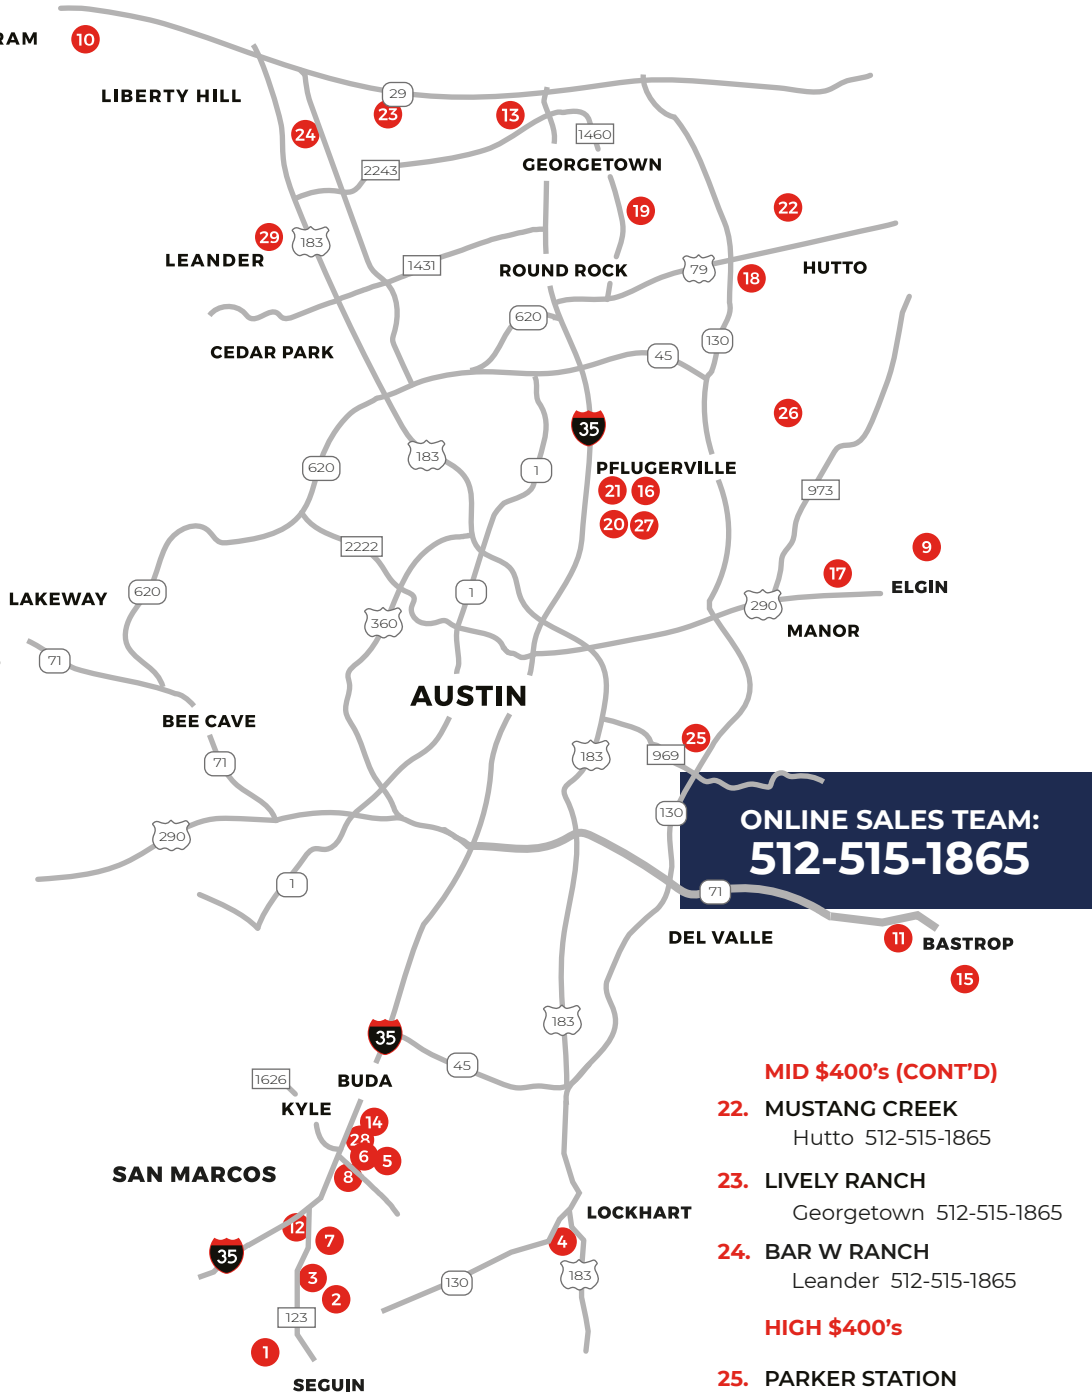 10
LIBERTY HILL
29
23
13
24
1460
2243
GEORGETOWN
19
22
29
183
LEANDER
1431
ROUND ROCK
79
HUTTO
18
620
130
CEDAR PARK
45
26
35
183
620
1
PFLUGERVILLE
21
16
973
20
27
2222
9
17
ELGIN
LAKEWAY
620
1
290
360
MANOR
71
AUSTIN
BEE CAVE
25
183
969
71
130
ONLINE SALES TEAM:
512-515-1865
290
1
71
DEL VALLE
11
BASTROP
15
183
35
45
1626
BUDA
KYLE
14
28
6
5
SAN MARCOS
8
LOCKHART
12
7
4
35
3
130
183
2
123
1
SEGUIN
MID $400's (CONT'D)
22. MUSTANG CREEK
Hutto 512-515-1865
23. LIVELY RANCH
Georgetown 512-515-1865
24. BAR W RANCH
Leander 512-515-1865
HIGH $400's
25. PARKER STATION